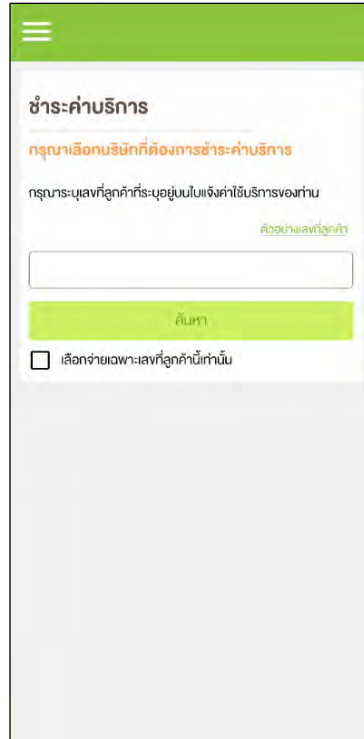 ชำระค่าบริการ
กรุณาเลือกบริษัทที่ต้องการชำระค่าบริการ
กรุณาระบุเลขที่ลูกค้าที่ระบุอยู่บนใบแจ้งค่าใช้บริการของท่าน
ตัวอย่างเลขที่ลูกค้า
ค้นหา
เลือกจ่ายเฉพาะเลขที่ลูกค้านี้เท่านั้น